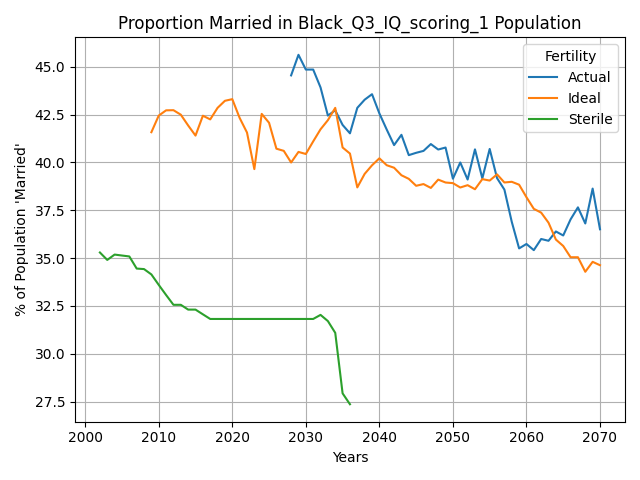 Proportion Married in Black_Q3_IQ_scoring_1 Population
% of Population 'Married'
45.0
42.5
40.0
37.5
35.0
32.5
30.0
27.5
Fertility
Actual
Ideal
Sterile
2000 2010 2020 2030 2040 2050 2060 2070
Years